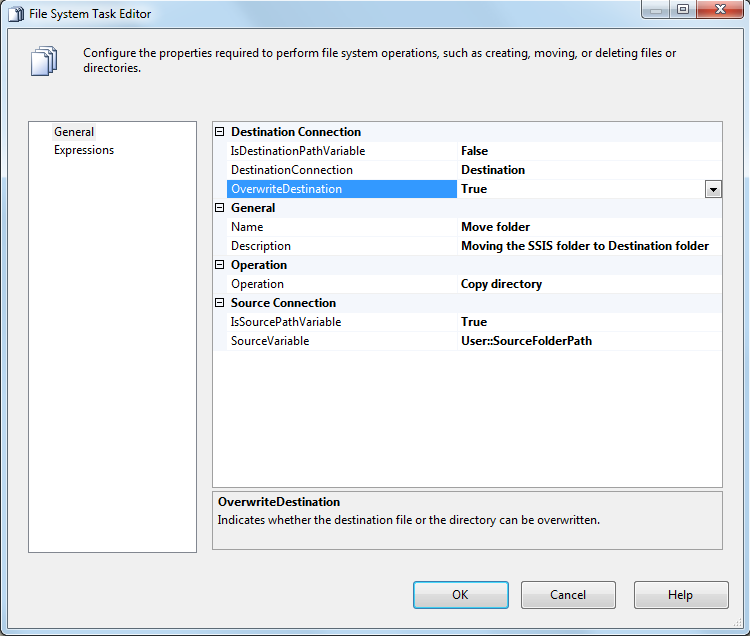 File System Task Editor
Configure the properties required to perform file system operations, such as creating, moving, or deleting files or
directories.
General
Expressions
Destination Connection
IsDestinationPathVariable False
DestinationConnection Destination
OverwriteDestination True
General
Name Move folder
Description Moving the SSIS folder to Destination folder
Operation
Operation Copy directory
Source Connection
IsSourcePathVariable True
SourceVariable User::SourceFolderPath
OverwriteDestination
Indicates whether the destination file or the directory can be overwritten.
OK Cancel Help